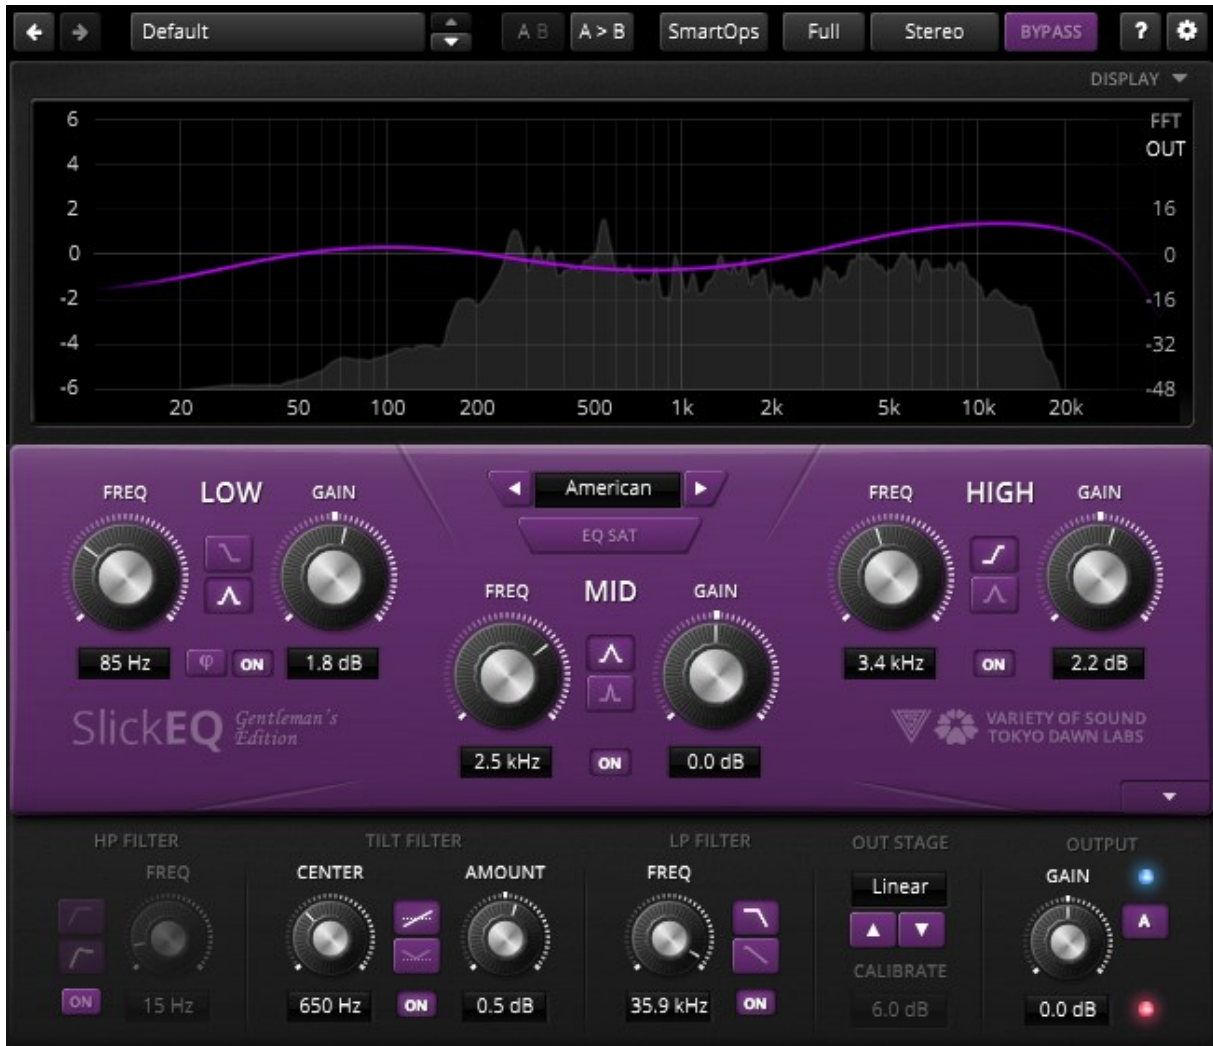 Default
A B
A > B
SmartOps
Full
Stereo
BYPASS
?
DISPLAY
6
4
2
0
-2
-4
-6
FFT
OUT
16
0
-16
-32
-48
20 50 100 200 500 1k 2k 5k 10k 20k
FREQ LOW GAIN
85 Hz φ ON 1.8 dB
American
EQ SAT
FREQ MID GAIN
2.5 kHz ON 0.0 dB
FREQ HIGH GAIN
3.4 kHz ON 2.2 dB
SlickEQ Gentleman's
Edition
VARIETY OF SOUND
TOKYO DAWN LABS
HP FILTER
FREQ
ON 15 Hz
TILT FILTER
CENTER AMOUNT
650 Hz ON 0.5 dB
LP FILTER
FREQ
35.9 kHz ON
OUT STAGE
Linear
CALIBRATE
6.0 dB
OUTPUT
GAIN
A
0.0 dB